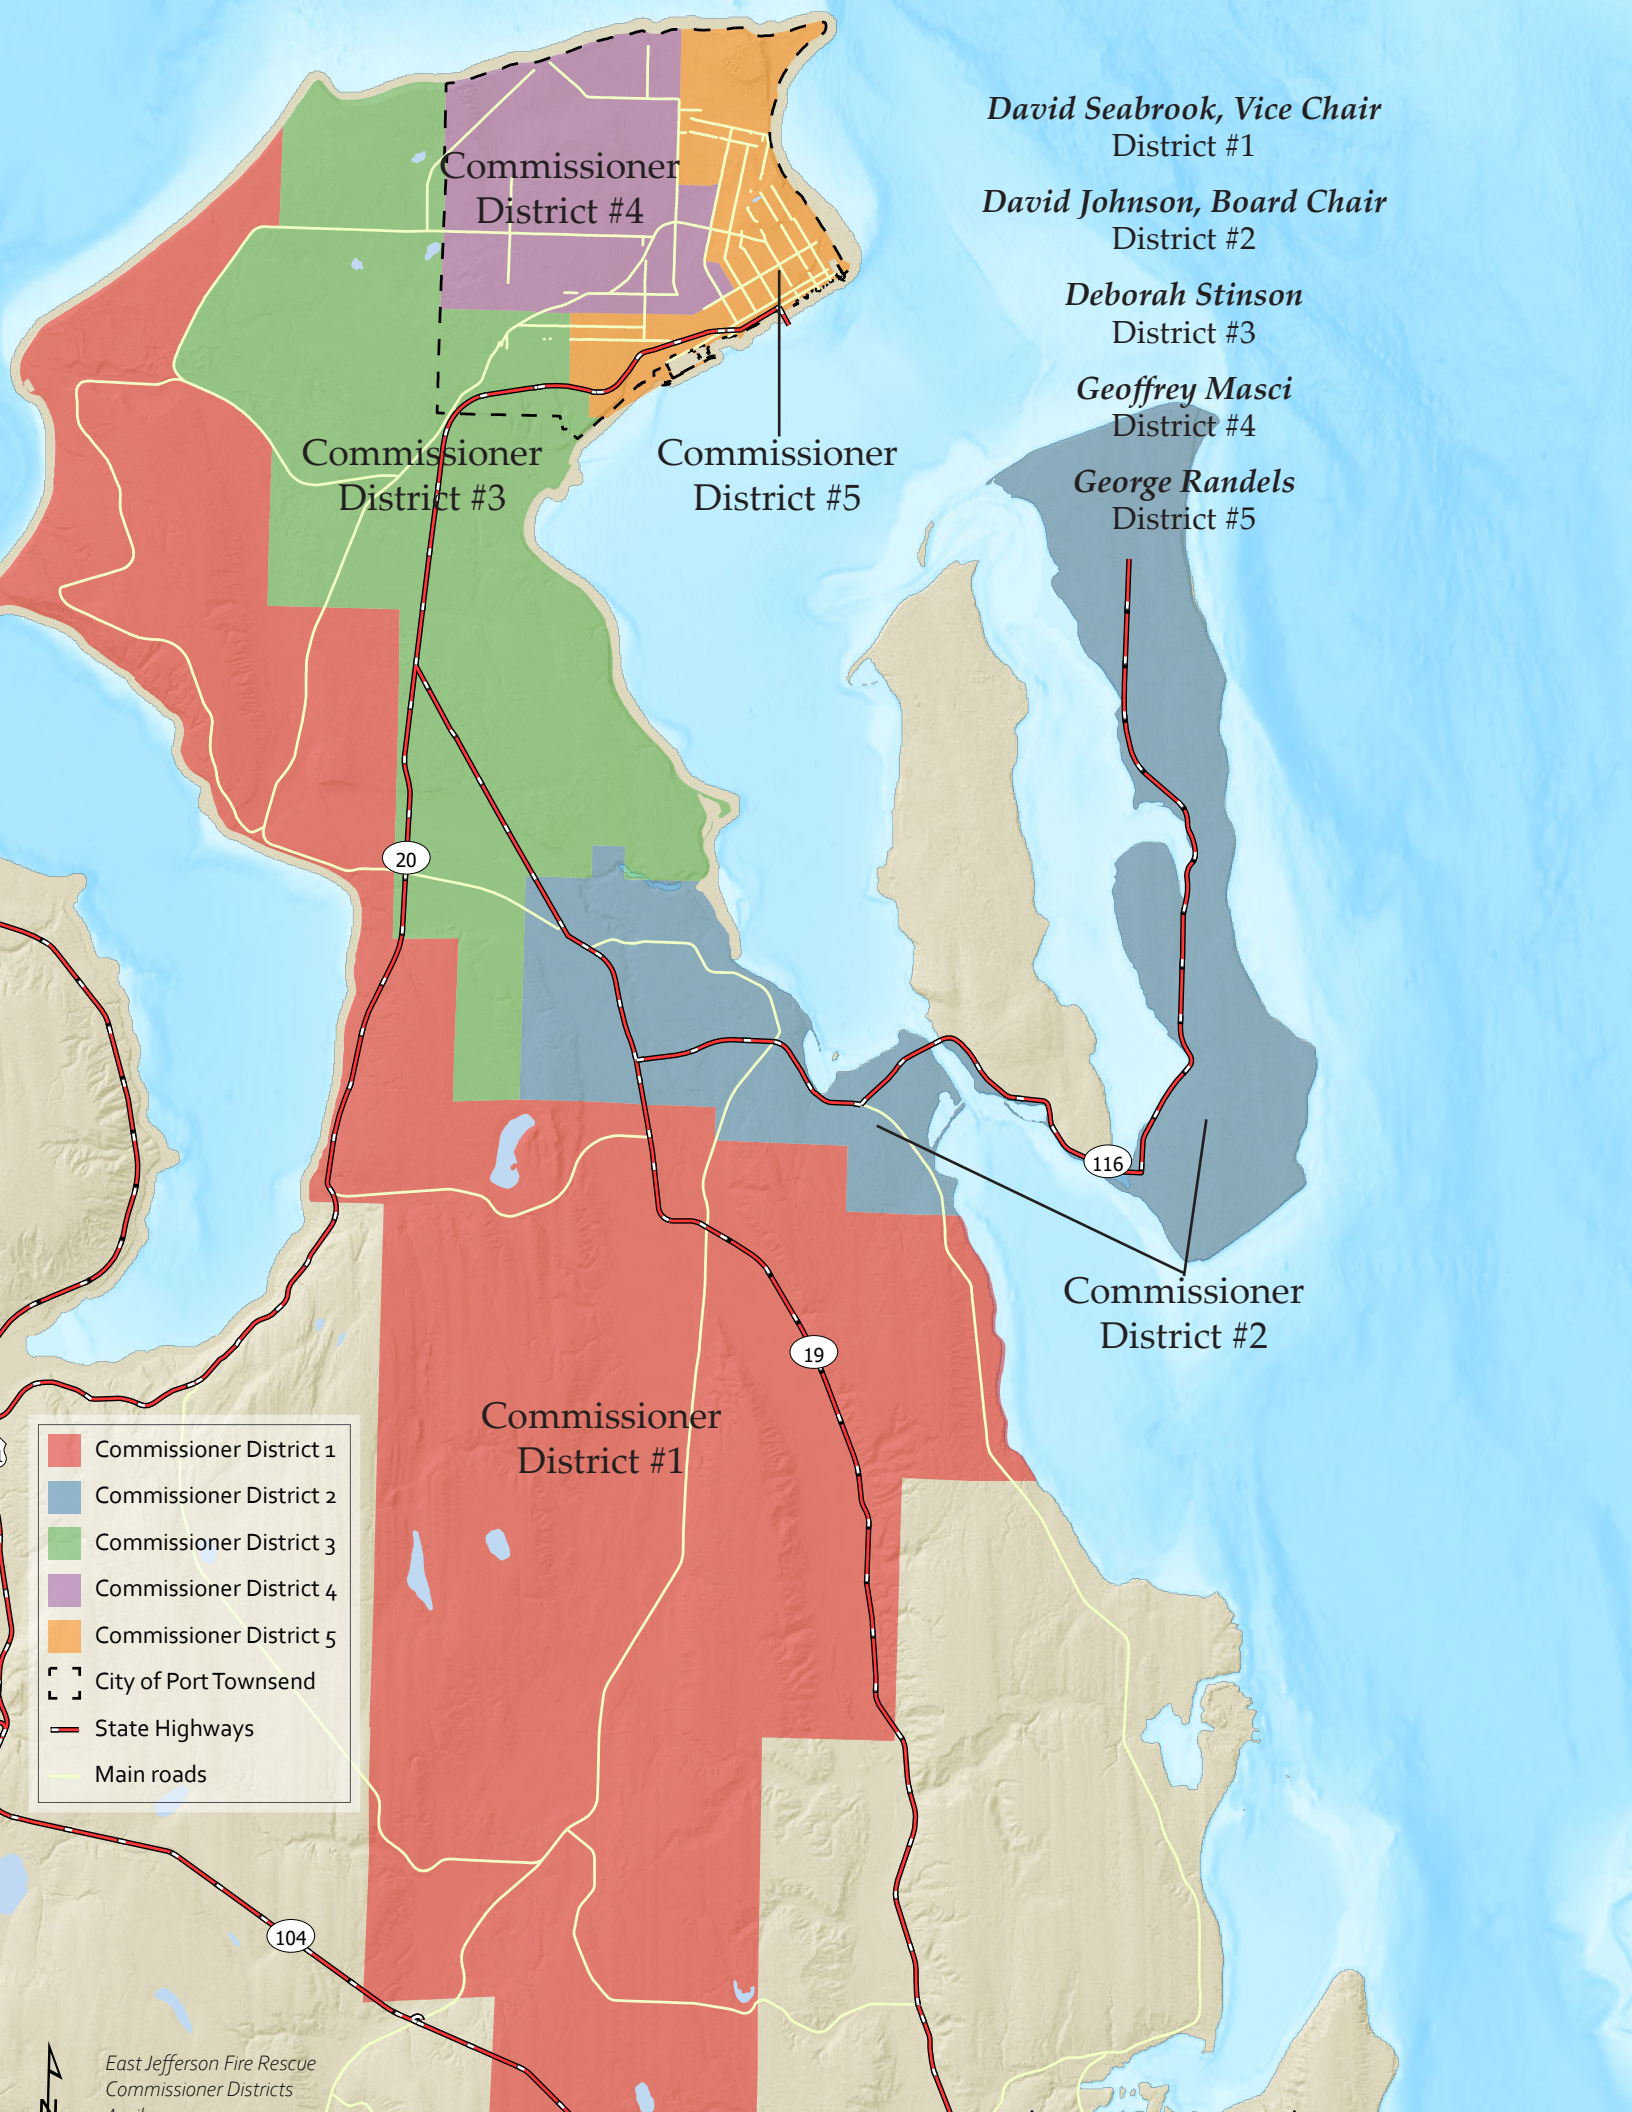 David Seabrook, Vice Chair
District #1
David Johnson, Board Chair
District #2
Deborah Stinson
District #3
Geoffrey Masci
District #4
George Randels
District #5
Commissioner
District #4
Commissioner
District #3
Commissioner
District #5
20
116
Commissioner
District #2
19
Commissioner
District #1
Commissioner District 1
Commissioner District 2
Commissioner District 3
Commissioner District 4
Commissioner District 5
City of Port Townsend
State Highways
Main roads
104
East Jefferson Fire Rescue
Commissioner Districts
N